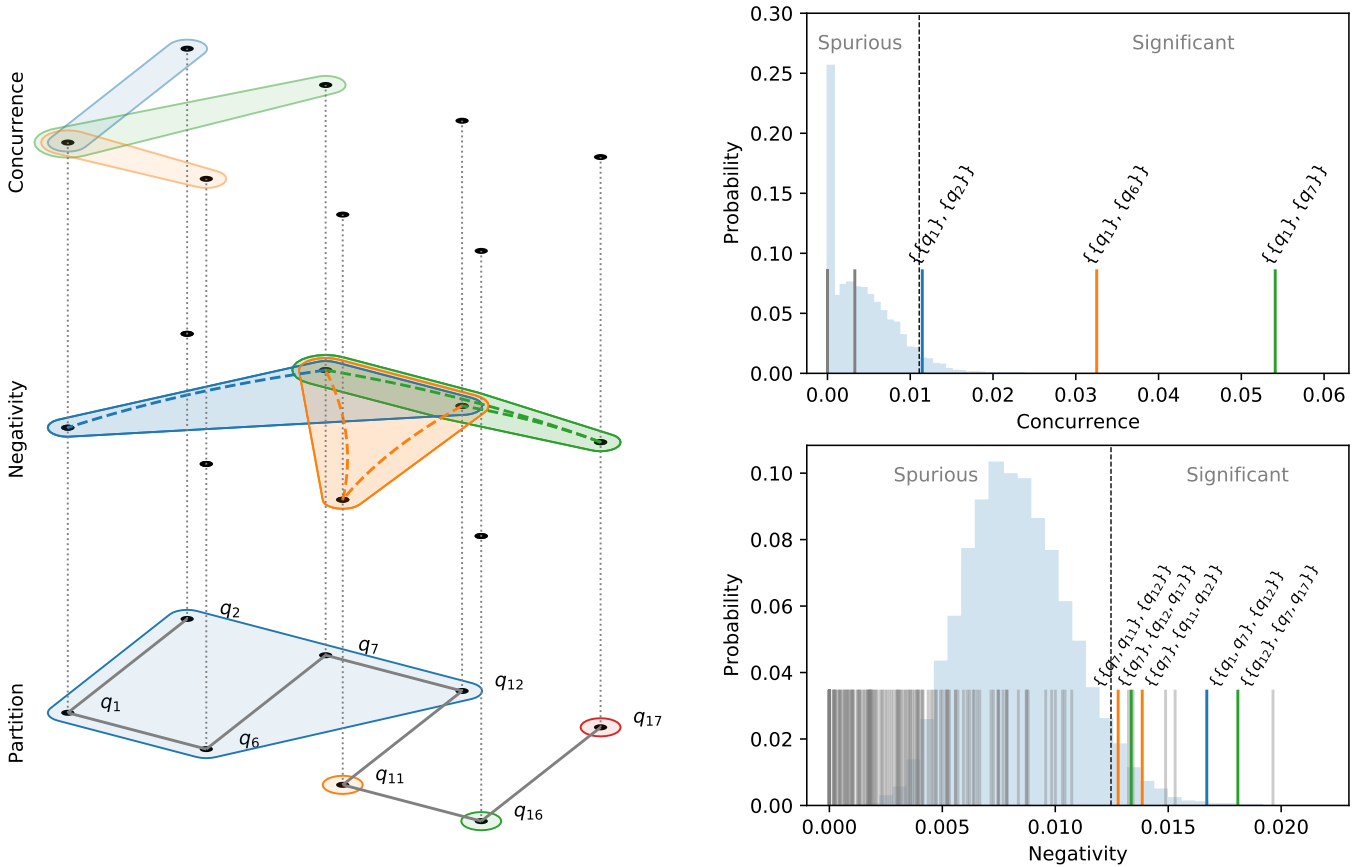 Concurrence
Negativity
Partition
q2
q7
q1
q12
q17
q6
q11
q16
0.30
0.25
0.20
0.15
0.10
0.05
0.00
Probability
Spurious
Significant
{{q1}, {q2}}
{{q1}, {q6}}
{{q1}, {q7}}
0.00 0.01 0.02 0.03 0.04 0.05 0.06
Concurrence
0.10
0.08
0.06
0.04
0.02
0.00
Probability
Spurious
Significant
{{q7, q11}, {q12}}
{{q7}, {q12, q17}}
{{q7}, {q11, q12}}
{{q1, q7}, {q12}}
{{q12}, {q7, q17}}
0.000 0.005 0.010 0.015 0.020
Negativity